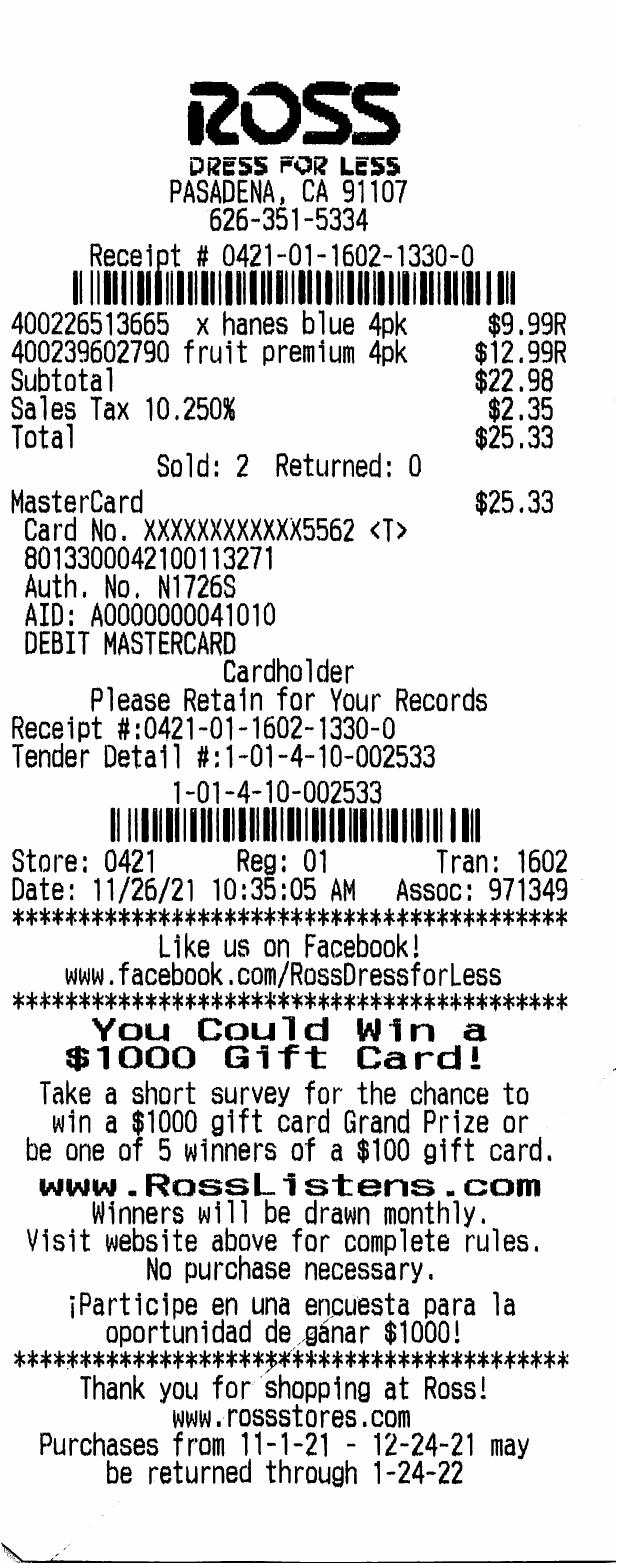 ROSS
DRESS FOR LESS
PASADENA, CA 91107
626-351-5334
Receipt # 0421-01-1602-1330-0
400226513665 x hanes blue 4pk $9.99R
400239602790 fruit premium 4pk $12.99R
Subtotal $22.98
Sales Tax 10.250% $2.35
Total $25.33
Sold: 2 Returned: 0
MasterCard $25.33
Card No. XXXXXXXXXXXX5562 <T>
8013300042100113271
Auth. No. N1726S
AID: A0000000041010
DEBIT MASTERCARD
Cardholder
Please Retain for Your Records
Receipt #:0421-01-1602-1330-0
Tender Detail #:1-01-4-10-002533
1-01-4-10-002533
Store: 0421 Reg: 01 Tran: 1602
Date: 11/26/21 10:35:05 AM Assoc: 971349
******************************************
Like us on Facebook!
www.facebook.com/RossDressforLess
******************************************
You Could Win a
$1000 Gift Card!
Take a short survey for the chance to
win a $1000 gift card Grand Prize or
be one of 5 winners of a $100 gift card.
www.RossListens.com
Winners will be drawn monthly.
Visit website above for complete rules.
No purchase necessary.
¡Participe en una encuesta para la
oportunidad de ganar $1000!
******************************************
Thank you for shopping at Ross!
www.rossstores.com
Purchases from 11-1-21 - 12-24-21 may
be returned through 1-24-22